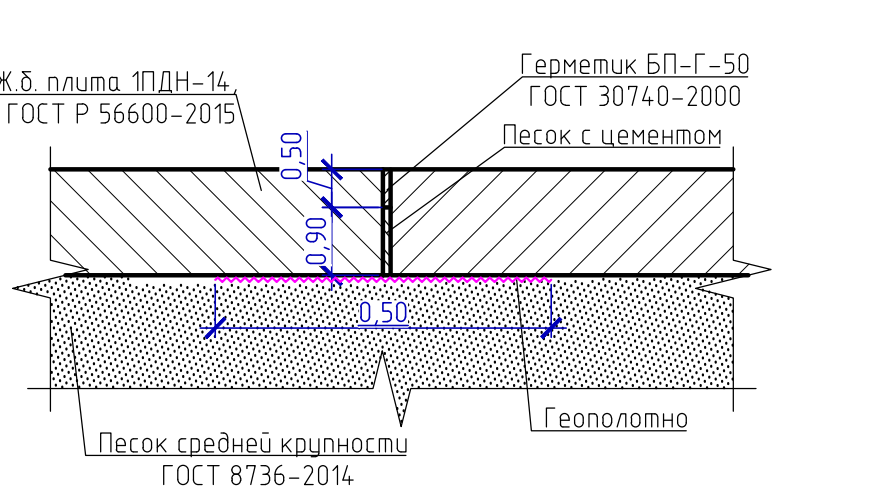 Ж.б. плита 1ПДН-14,
ГОСТ Р 56600-2015
Герметик БП-Г-50
ГОСТ 30740-2000
Песок с цементом
0,50
0,90
0,50
Геополотно
Песок средней крупности
ГОСТ 8736-2014